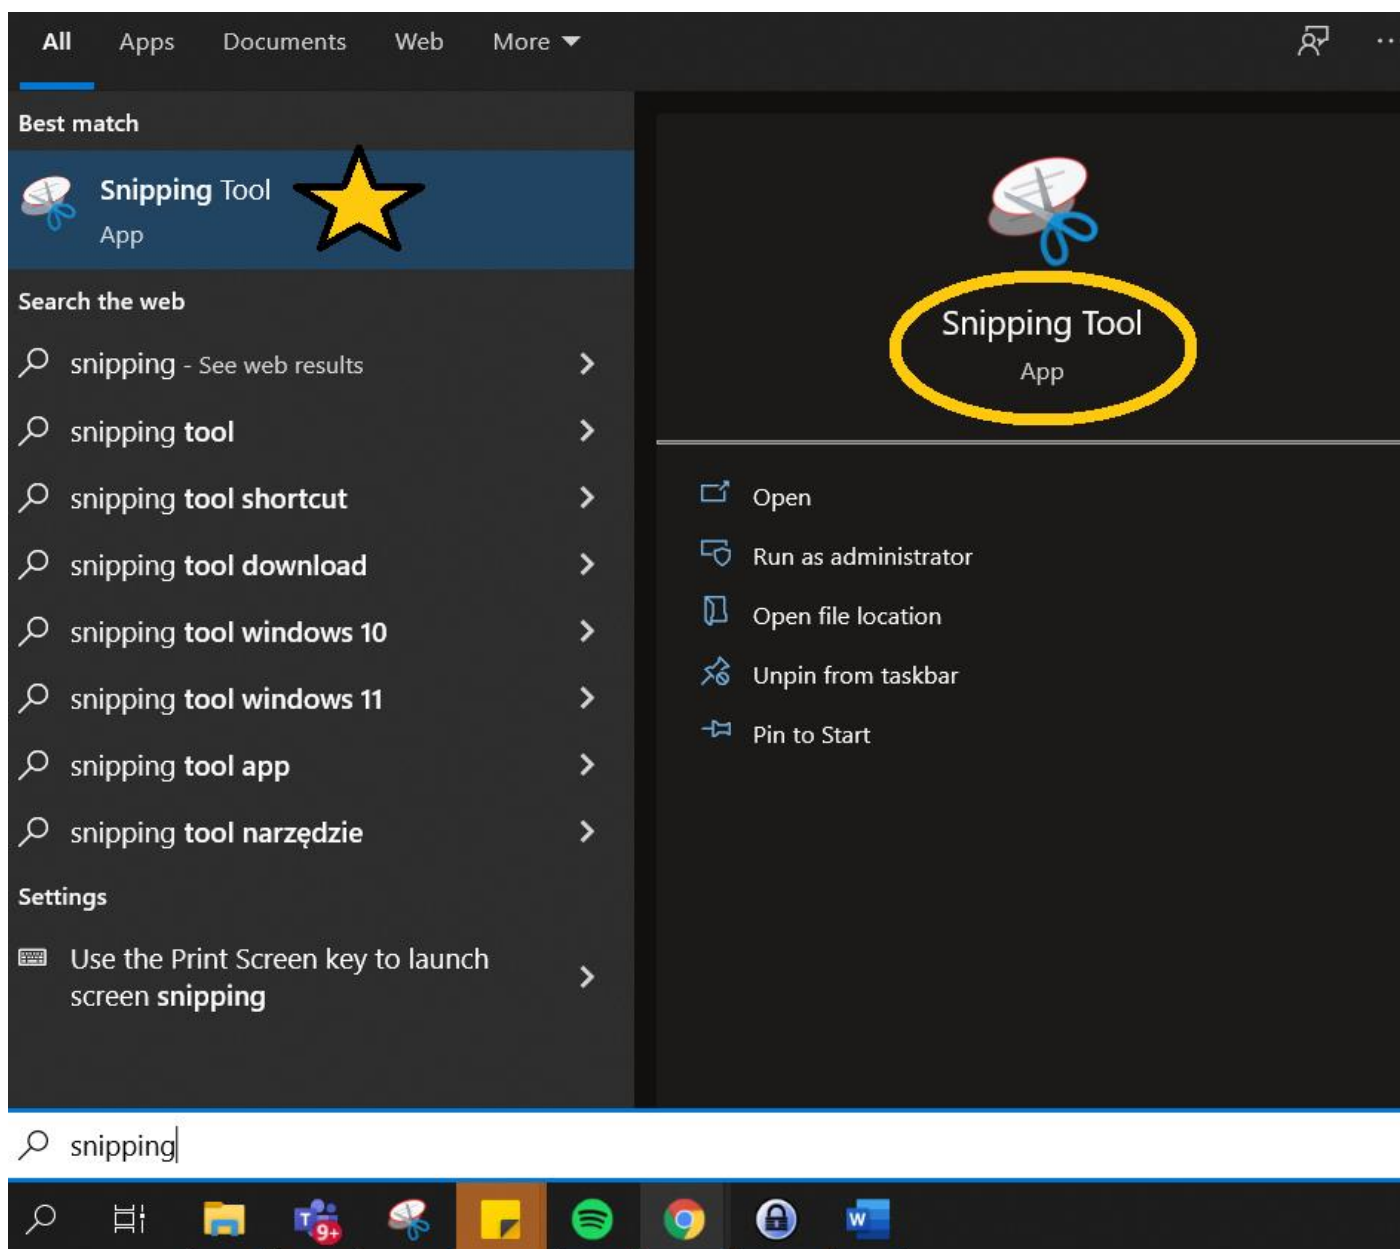 All Apps Documents Web More
Best match
Snipping Tool
App
Search the web
snipping - See web results
snipping tool
snipping tool shortcut
snipping tool download
snipping tool windows 10
snipping tool windows 11
snipping tool app
snipping tool narzędzie
Settings
Use the Print Screen key to launch
screen snipping
Snipping Tool
App
Open
Run as administrator
Open file location
Unpin from taskbar
Pin to Start
snipping
T 9+ W